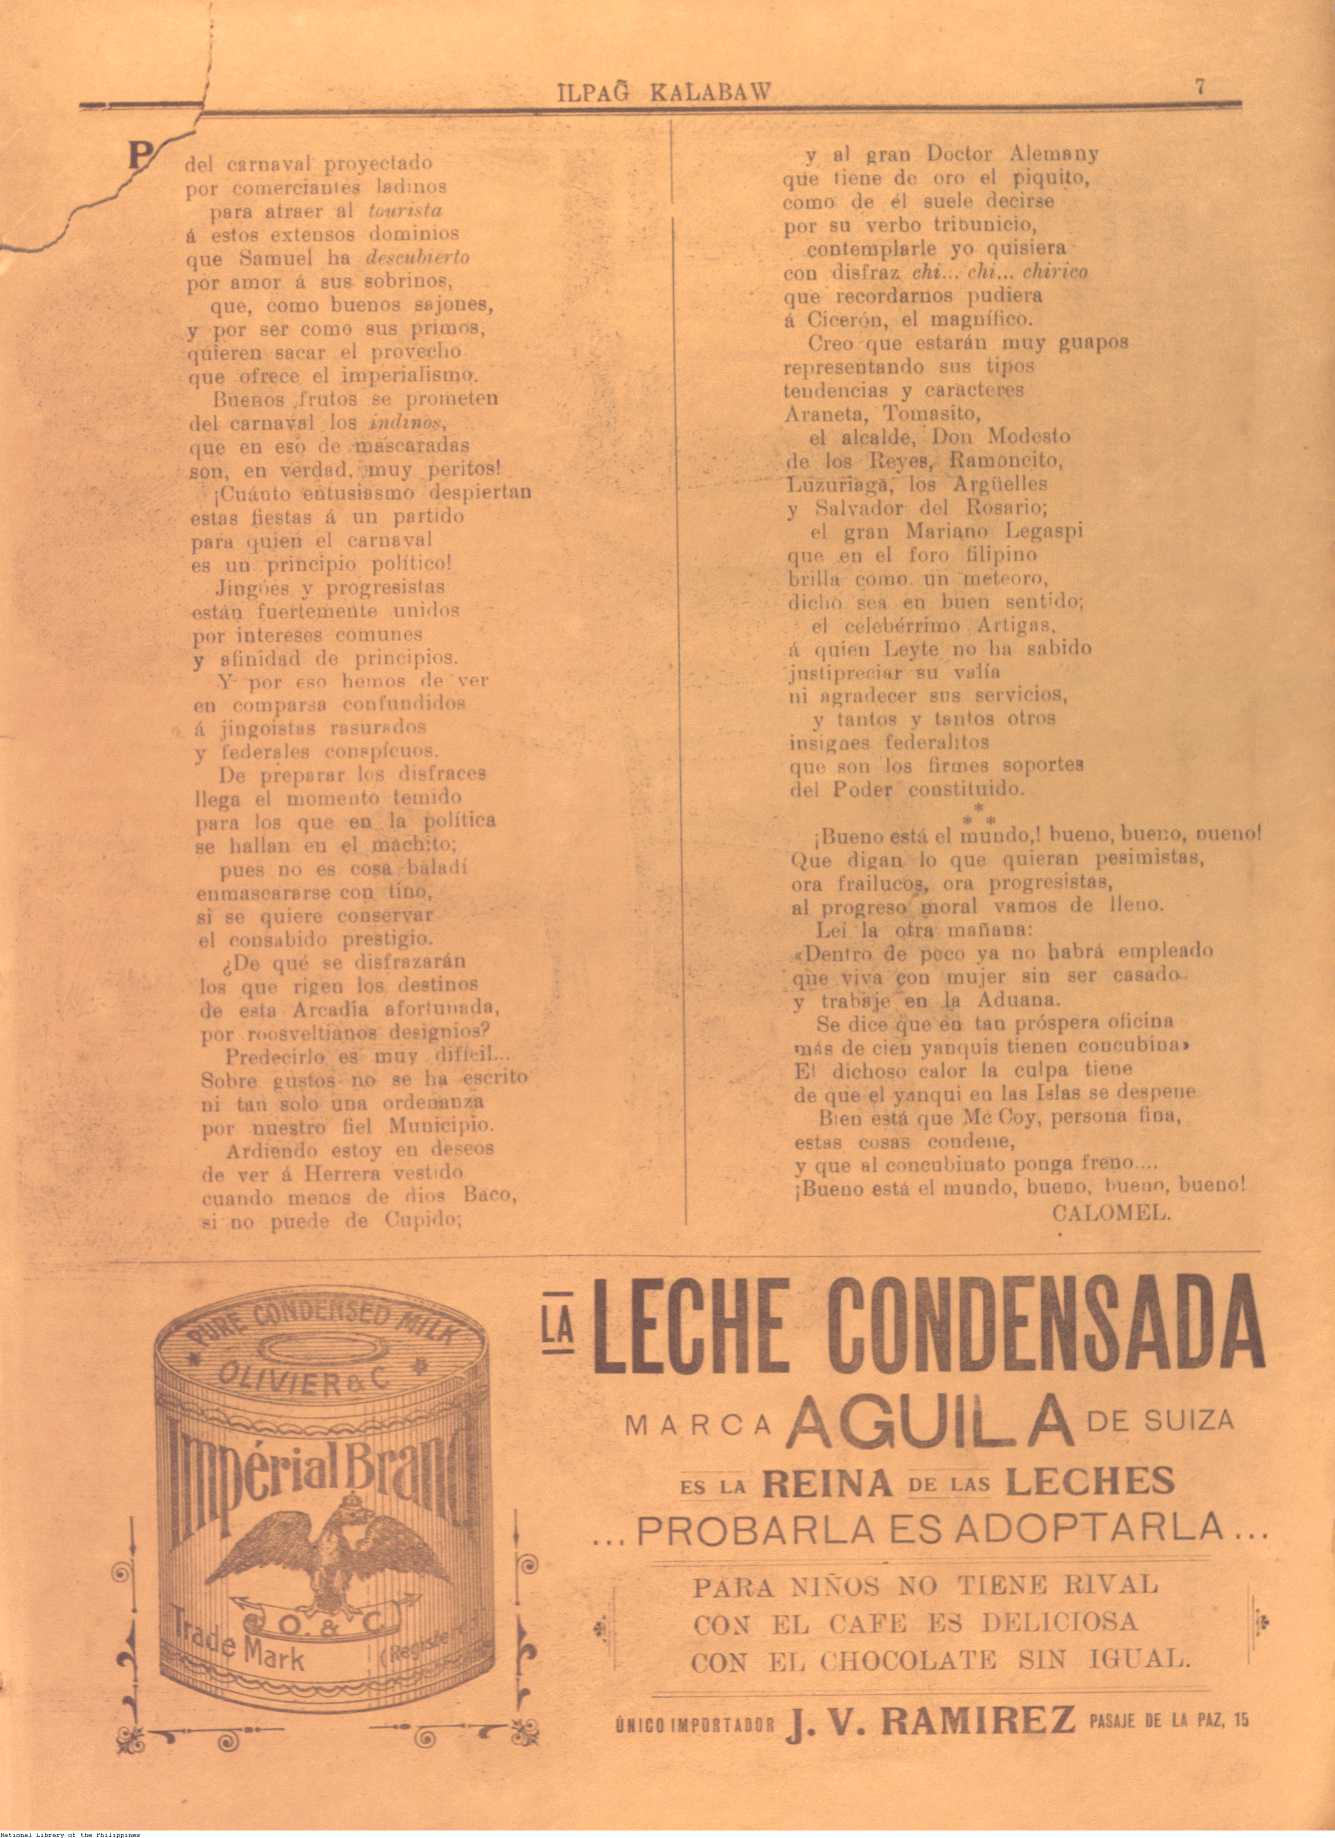 ILPAG̃ KALABAW
7
P
del carnaval proyectado
por comerciantes ladinos
para atraer al tourista
á estos extensos dominios
que Samuel ha descubierto
por amor á sus sobrinos,
que, como buenos sajones,
y por ser como sus primos,
quieren sacar el provecho
que ofrece el imperialismo.
Buenos frutos se prometen
del carnaval los indinos,
que en eso de mascaradas
son, en verdad, muy peritos!
¡Cuánto entusiasmo despiertan
estas fiestas á un partido
para quien el carnaval
es un principio político!
Jingoes y progresistas
están fuertemente unidos
por intereses comunes
y afinidad de principios.
Y por eso hemos de ver
en comparsa confundidos
á jingoistas rasurados
y federales conspícuos.
De preparar los disfraces
llega el momento temido
para los que en la política
se hallan en el machito;
pues no es cosa baladí
enmascararse con tino,
si se quiere conservar
el consabido prestigio.
¿De qué se disfrazarán
los que rigen los destinos
de esta Arcadia afortunada,
por roosveltianos designios?
Predecirlo es muy difícil...
Sobre gustos no se ha escrito
ni tan solo una ordenanza
por nuestro fiel Municipio.
Ardiendo estoy en deseos
de ver á Herrera vestido
cuando menos de dios Baco,
si no puede de Cupido;
y al gran Doctor Alemany
que tiene de oro el piquito,
como de él suele decirse
por su verbo tribunicio,
contemplarle yo quisiera
con disfraz chi... chi... chirico
que recordarnos pudiera
á Cicerón, el magnífico.
Creo que estarán muy guapos
representando sus tipos
tendencias y caracteres
Araneta, Tomasito,
el alcalde, Don Modesto
de los Reyes, Ramoncito,
Luzuriaga, los Argüelles
y Salvador del Rosario;
el gran Mariano Legaspi
que en el foro filipino
brilla como un meteoro,
dicho sea en buen sentido;
el celebérrimo Artigas,
á quien Leyte no ha sabido
justipreciar su valía
ni agradecer sus servicios,
y tantos y tantos otros
insignes federalitos
que son los firmes soportes
del Poder constituido.
*
* *
¡Bueno está el mundo,! bueno, bueno, bueno!
Que digan lo que quieran pesimistas,
ora frailucos, ora progresistas,
al progreso moral vamos de lleno.
Lei la otra mañana:
«Dentro de poco ya no habrá empleado
que viva con mujer sin ser casado
y trabaje en la Aduana.
Se dice que en tan próspera oficina
más de cien yanquis tienen concubina»
El dichoso calor la culpa tiene
de que el yanqui en las Islas se despene
Bien está que Mc Coy, persona fina,
estas cosas condene,
y que al concubinato ponga freno....
¡Bueno está el mundo, bueno, bueno, bueno!
CALOMEL.
PURE CONDENSED MILK
OLIVIER & C
Impérial Brand
O. & C.
Trade Mark
(Registered)
LA LECHE CONDENSADA
MARCA AGUILA DE SUIZA
ES LA REINA DE LAS LECHES
...PROBARLA ES ADOPTARLA...
PARA NIÑOS NO TIENE RIVAL
CON EL CAFE ES DELICIOSA
CON EL CHOCOLATE SIN IGUAL.
ÚNICO IMPORTADOR J. V. RAMIREZ PASAJE DE LA PAZ, 15
National Library of the Philippines